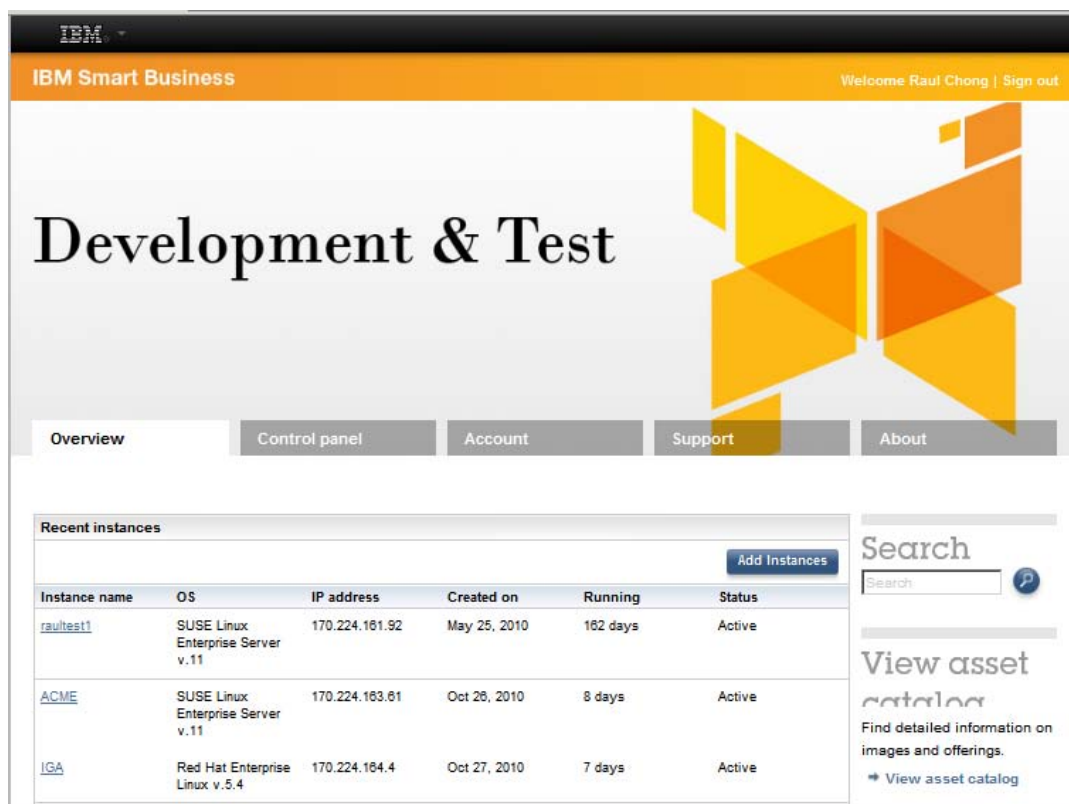 IBM
IBM Smart Business
Welcome Raul Chong | Sign out
Development & Test
Overview
Control panel
Account
Support
About
Recent instances
Add Instances
Instance name OS IP address Created on Running Status
raultest1 SUSE Linux Enterprise Server v.11 170.224.161.92 May 25, 2010 162 days Active
ACME SUSE Linux Enterprise Server v.11 170.224.163.61 Oct 26, 2010 8 days Active
IGA Red Hat Enterprise Linux v.5.4 170.224.164.4 Oct 27, 2010 7 days Active
Search
Search
View asset
catalog
Find detailed information on
images and offerings.
View asset catalog